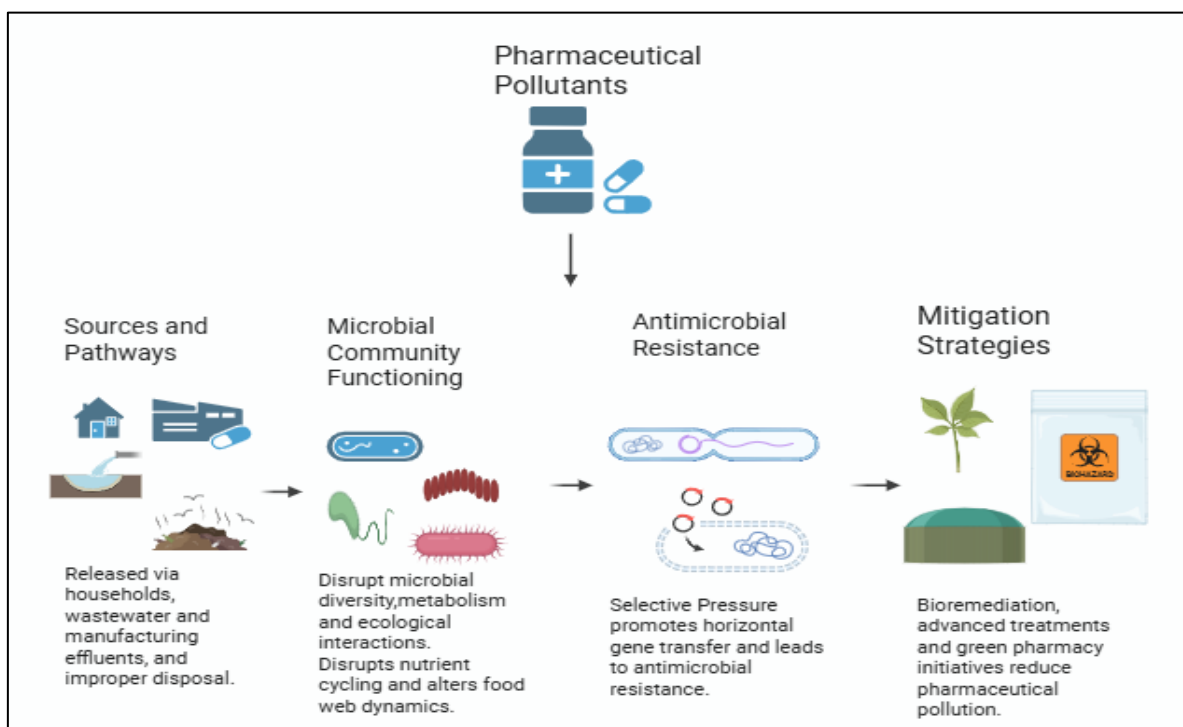 Pharmaceutical
Pollutants
Sources and
Pathways
Released via
households,
wastewater and
manufacturing
effluents, and
improper disposal.
Microbial
Community
Functioning
Disrupt microbial
diversity,metabolism
and ecological
interactions.
Disrupts nutrient
cycling and alters food
web dynamics.
Antimicrobial
Resistance
Selective Pressure
promotes horizontal
gene transfer and leads
to antimicrobial
resistance.
Mitigation
Strategies
BIOHAZARD
Bioremediation,
advanced treatments
and green pharmacy
initiatives reduce
pharmaceutical
pollution.